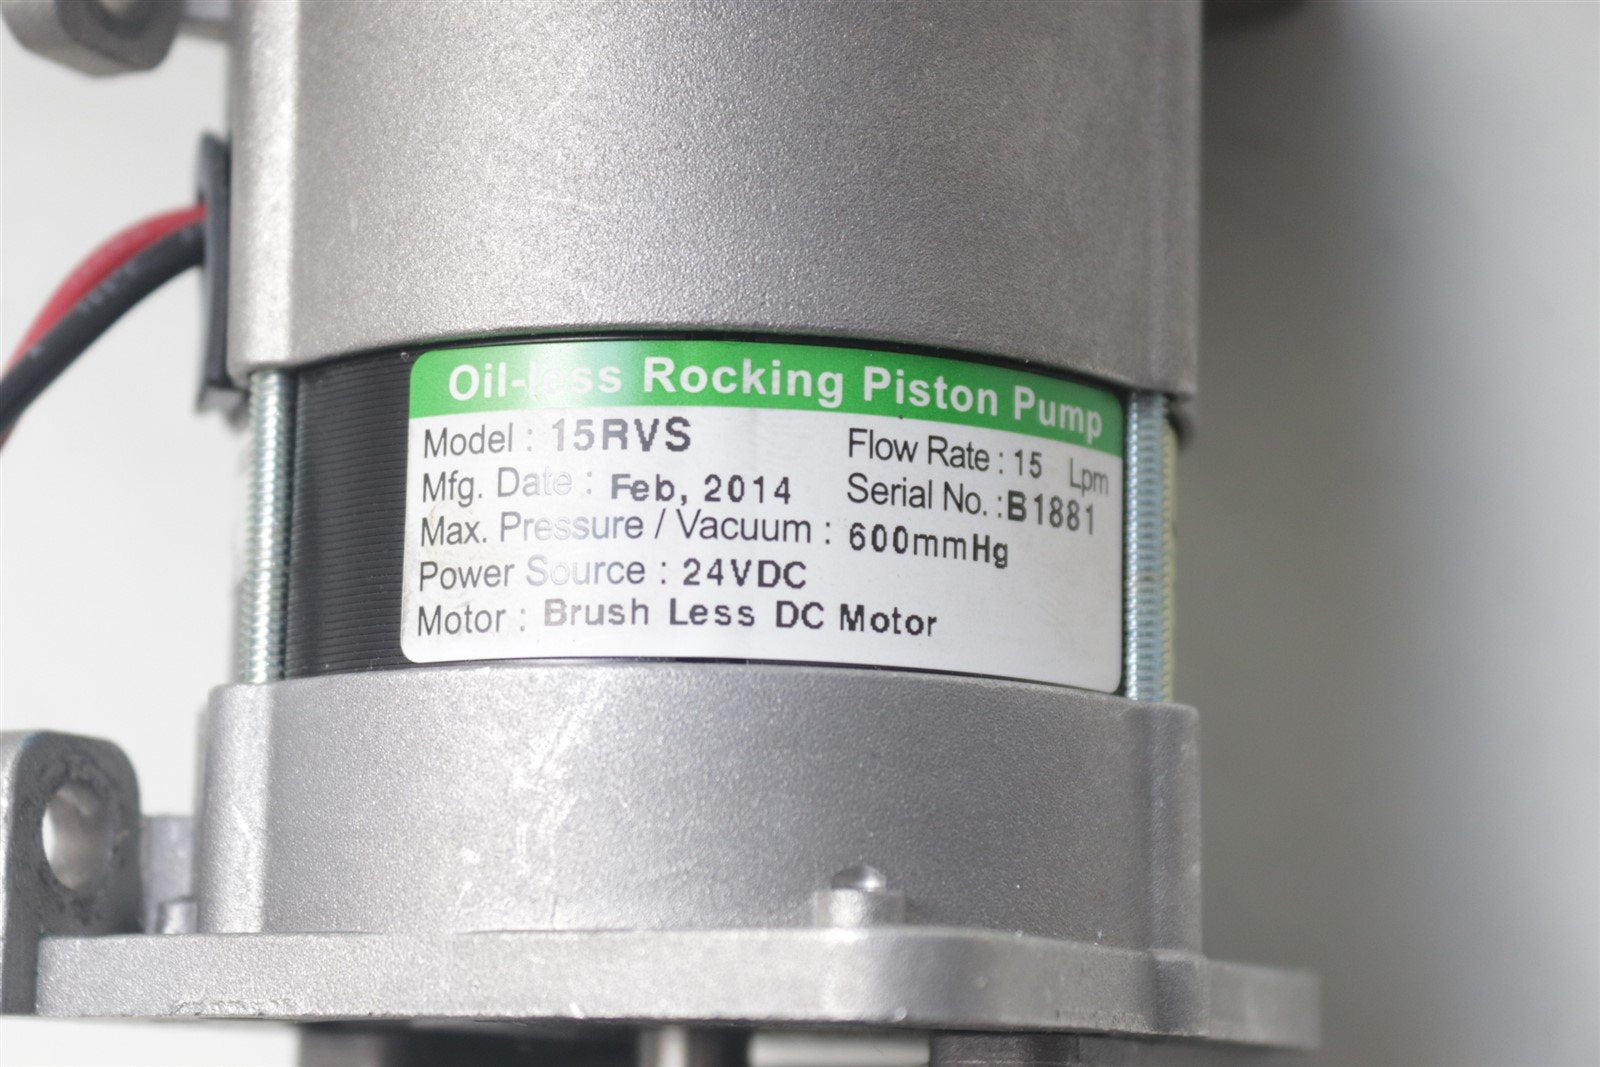 Oil-less Rocking Piston Pump
Model : 15RVS
Flow Rate : 15 Lpm
Mfg. Date : Feb, 2014
Serial No. : B1881
Max. Pressure / Vacuum : 600mmHg
Power Source : 24VDC
Motor : Brush Less DC Motor